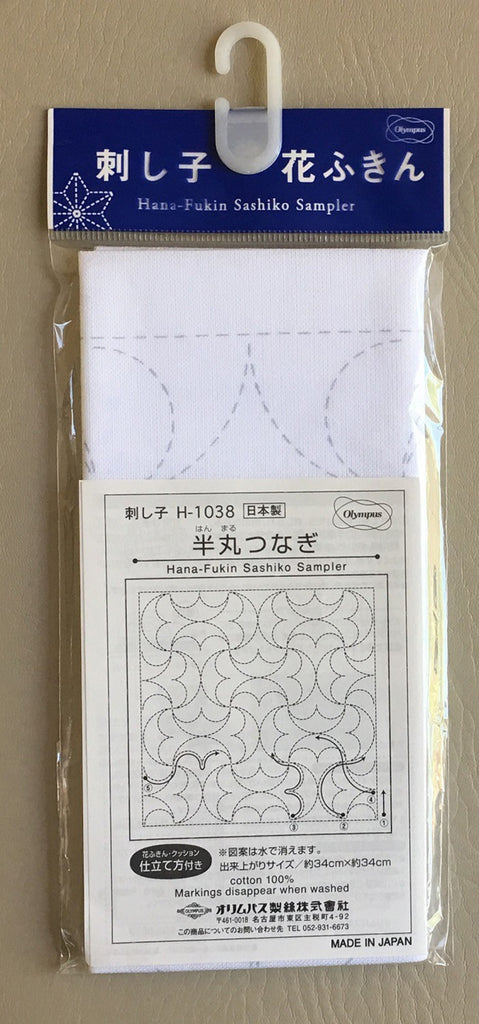 Olympus
刺し子 花ふきん
Hana-Fukin Sashiko Sampler
刺し子 H-1038 日本製
Olympus
はん まる
半丸つなぎ
Hana-Fukin Sashiko Sampler
⑤
③
②
④
①
花ふきん・クッション
仕立て方付き
※図案は水で消えます。
出来上がりサイズ/約34cm×約34cm
cotton 100%
Markings disappear when washed
OLYMPUS
オリムパス製絲株式會社
〒461-0018 名古屋市東区主税町4-92
この商品についてのお問い合わせ先 TEL 052-931-6673
MADE IN JAPAN